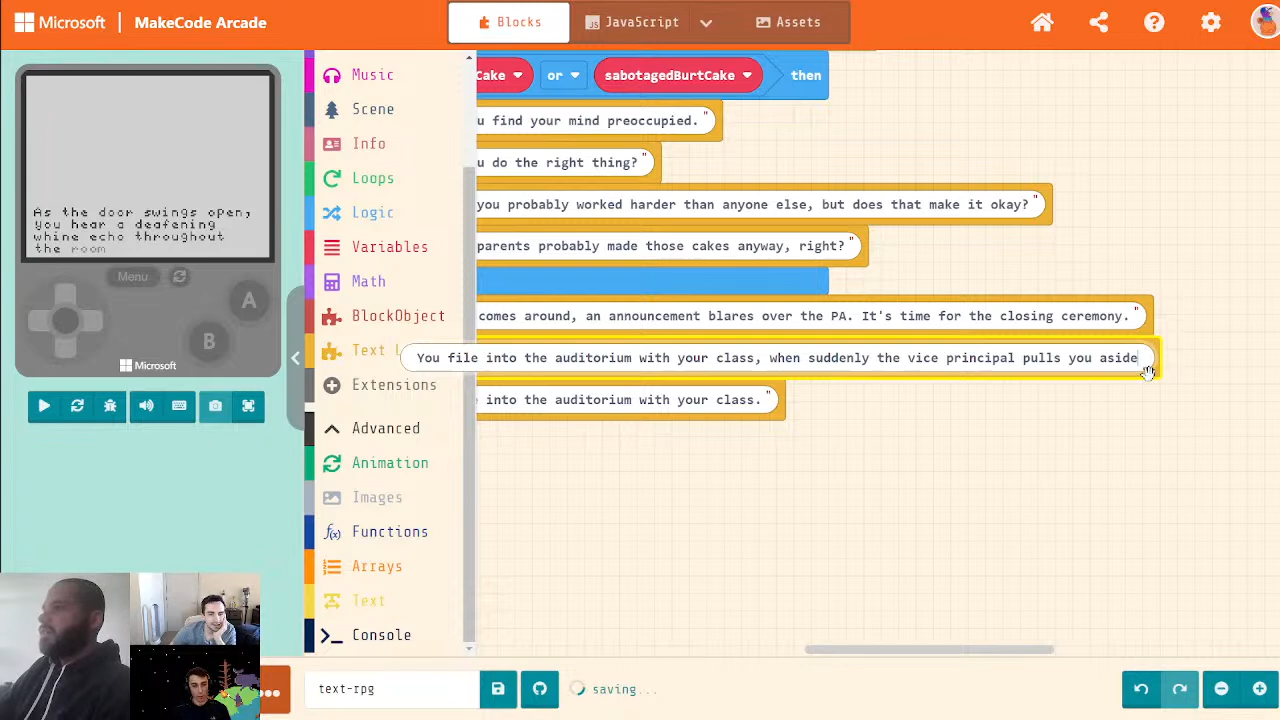 Microsoft | MakeCode Arcade
Blocks
JavaScript
Assets
Cake or sabotagedBurtCake then
u find your mind preoccupied. "
u do the right thing? "
you probably worked harder than anyone else, but does that make it okay? "
parents probably made those cakes anyway, right? "
comes around, an announcement blares over the PA. It's time for the closing ceremony. "
You file into the auditorium with your class, when suddenly the vice principal pulls you aside
into the auditorium with your class. "
As the door swings open,
you hear a deafening
whine echo throughout
the room
Menu
A
B
Microsoft
Music
Scene
Info
Loops
Logic
Variables
Math
BlockObject
Text
Extensions
Advanced
Animation
Images
Functions
Arrays
Text
Console
text-rpg
saving...